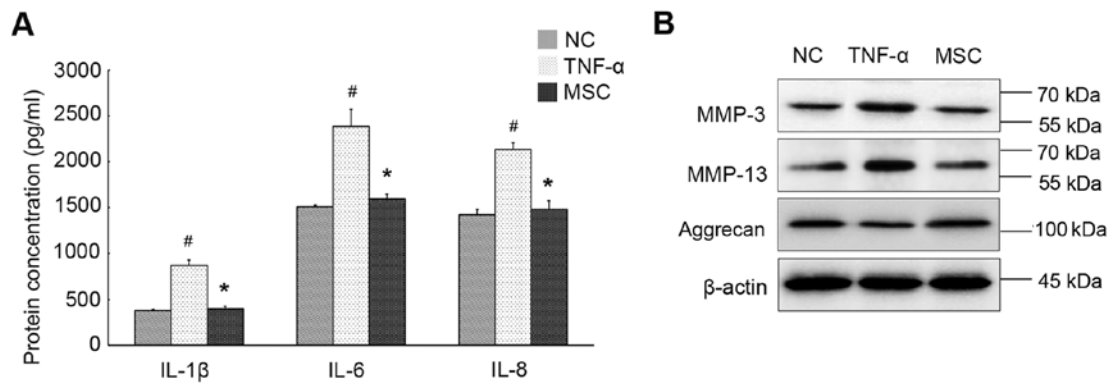 A
NC
TNF-α
MSC
Protein concentration (pg/ml)
3000
2500
2000
1500
1000
500
0
#
*
#
*
#
*
IL-1β
IL-6
IL-8
B
NC TNF-α MSC
MMP-3
70 kDa
55 kDa
MMP-13
70 kDa
55 kDa
Aggrecan
100 kDa
β-actin
45 kDa